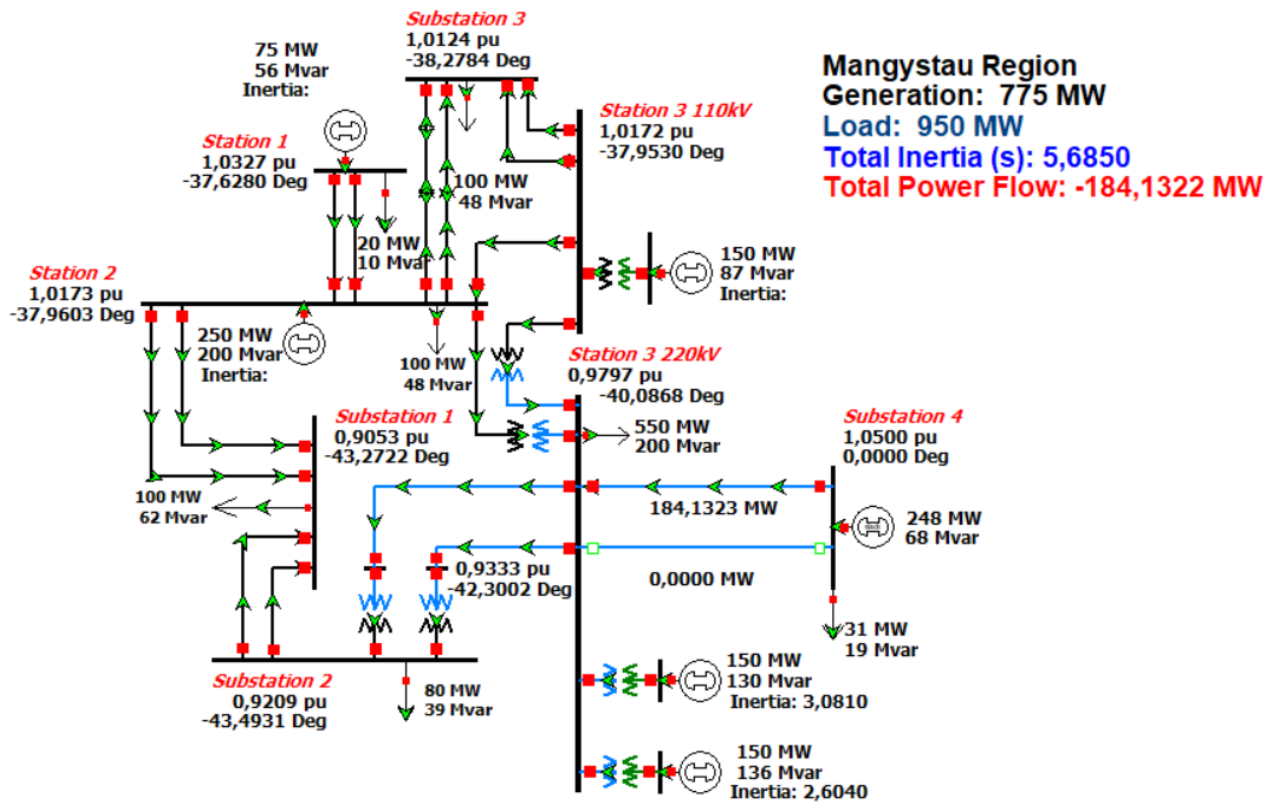 Substation 3
1,0124 pu
-38,2784 Deg
75 MW
56 Mvar
Inertia:
Mangystau Region
Generation:  775 MW
Load:  950 MW
Total Inertia (s): 5,6850
Total Power Flow: -184,1322 MW
Station 3 110kV
1,0172 pu
-37,9530 Deg
Station 1
1,0327 pu
-37,6280 Deg
100 MW
48 Mvar
20 MW
10 Mvar
150 MW
87 Mvar
Inertia:
Station 2
1,0173 pu
-37,9603 Deg
250 MW
200 Mvar
Inertia:
100 MW
48 Mvar
Station 3 220kV
0,9797 pu
-40,0868 Deg
Substation 1
0,9053 pu
-43,2722 Deg
550 MW
200 Mvar
Substation 4
1,0500 pu
0,0000 Deg
100 MW
62 Mvar
184,1323 MW
248 MW
68 Mvar
0,9333 pu
-42,3002 Deg
0,0000 MW
31 MW
19 Mvar
Substation 2
0,9209 pu
-43,4931 Deg
80 MW
39 Mvar
150 MW
130 Mvar
Inertia: 3,0810
150 MW
136 Mvar
Inertia: 2,6040